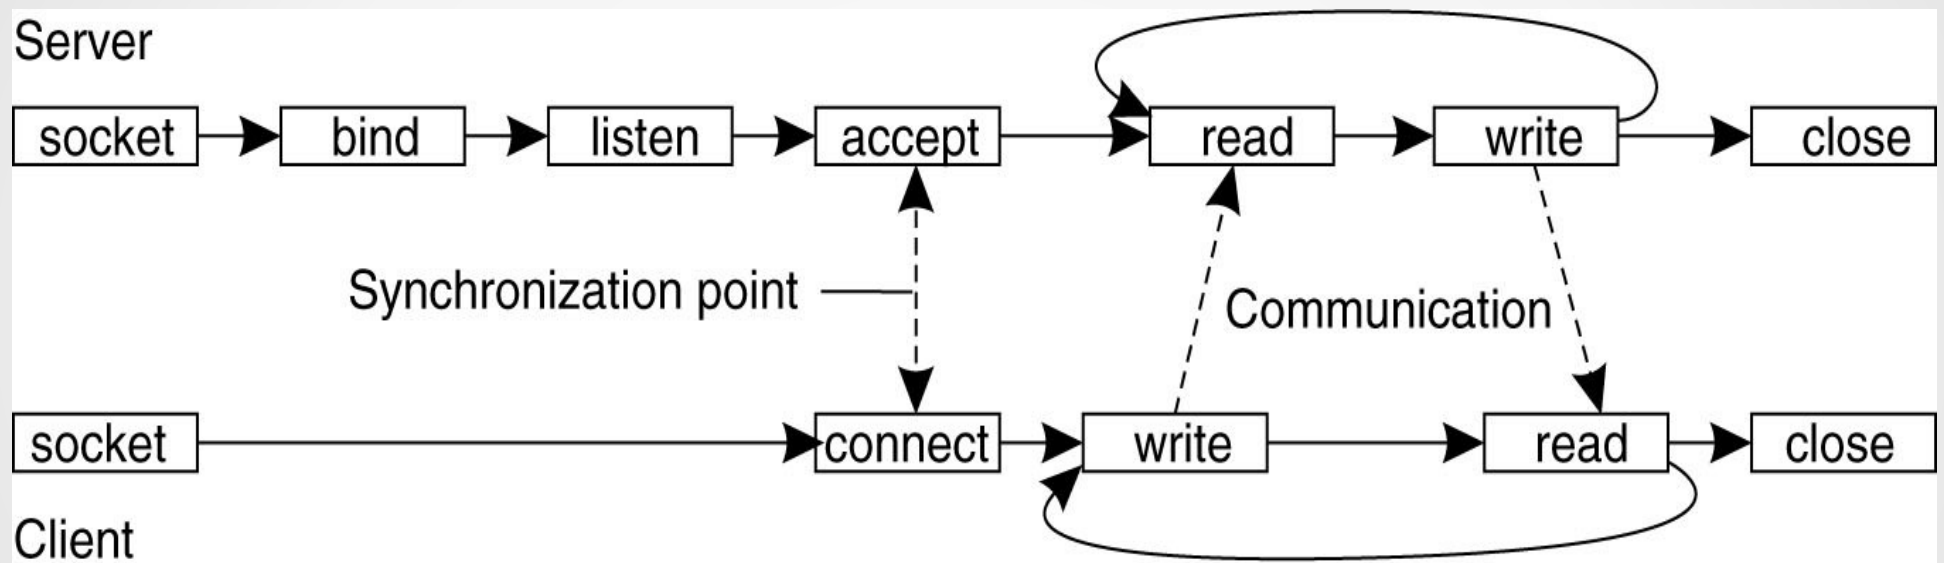 Server
socket bind listen accept read write close
Synchronization point
Communication
socket connect write read close
Client